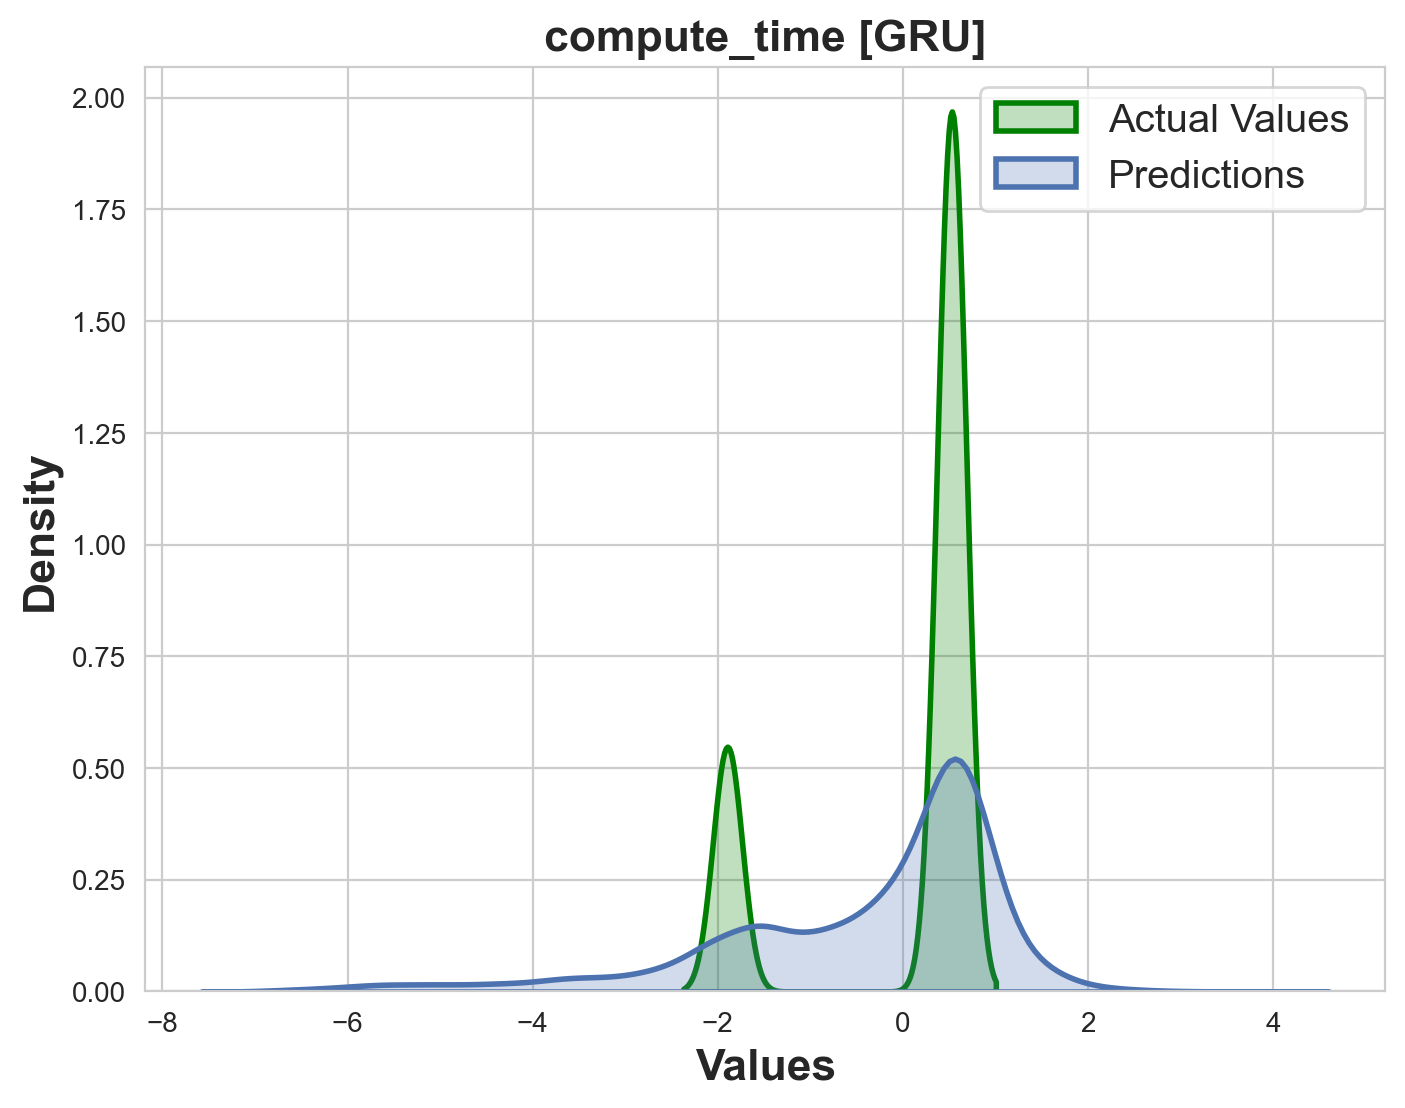 compute_time [GRU]
Actual Values
Predictions
Density
2.00
1.75
1.50
1.25
1.00
0.75
0.50
0.25
0.00
−8 −6 −4 −2 0 2 4
Values